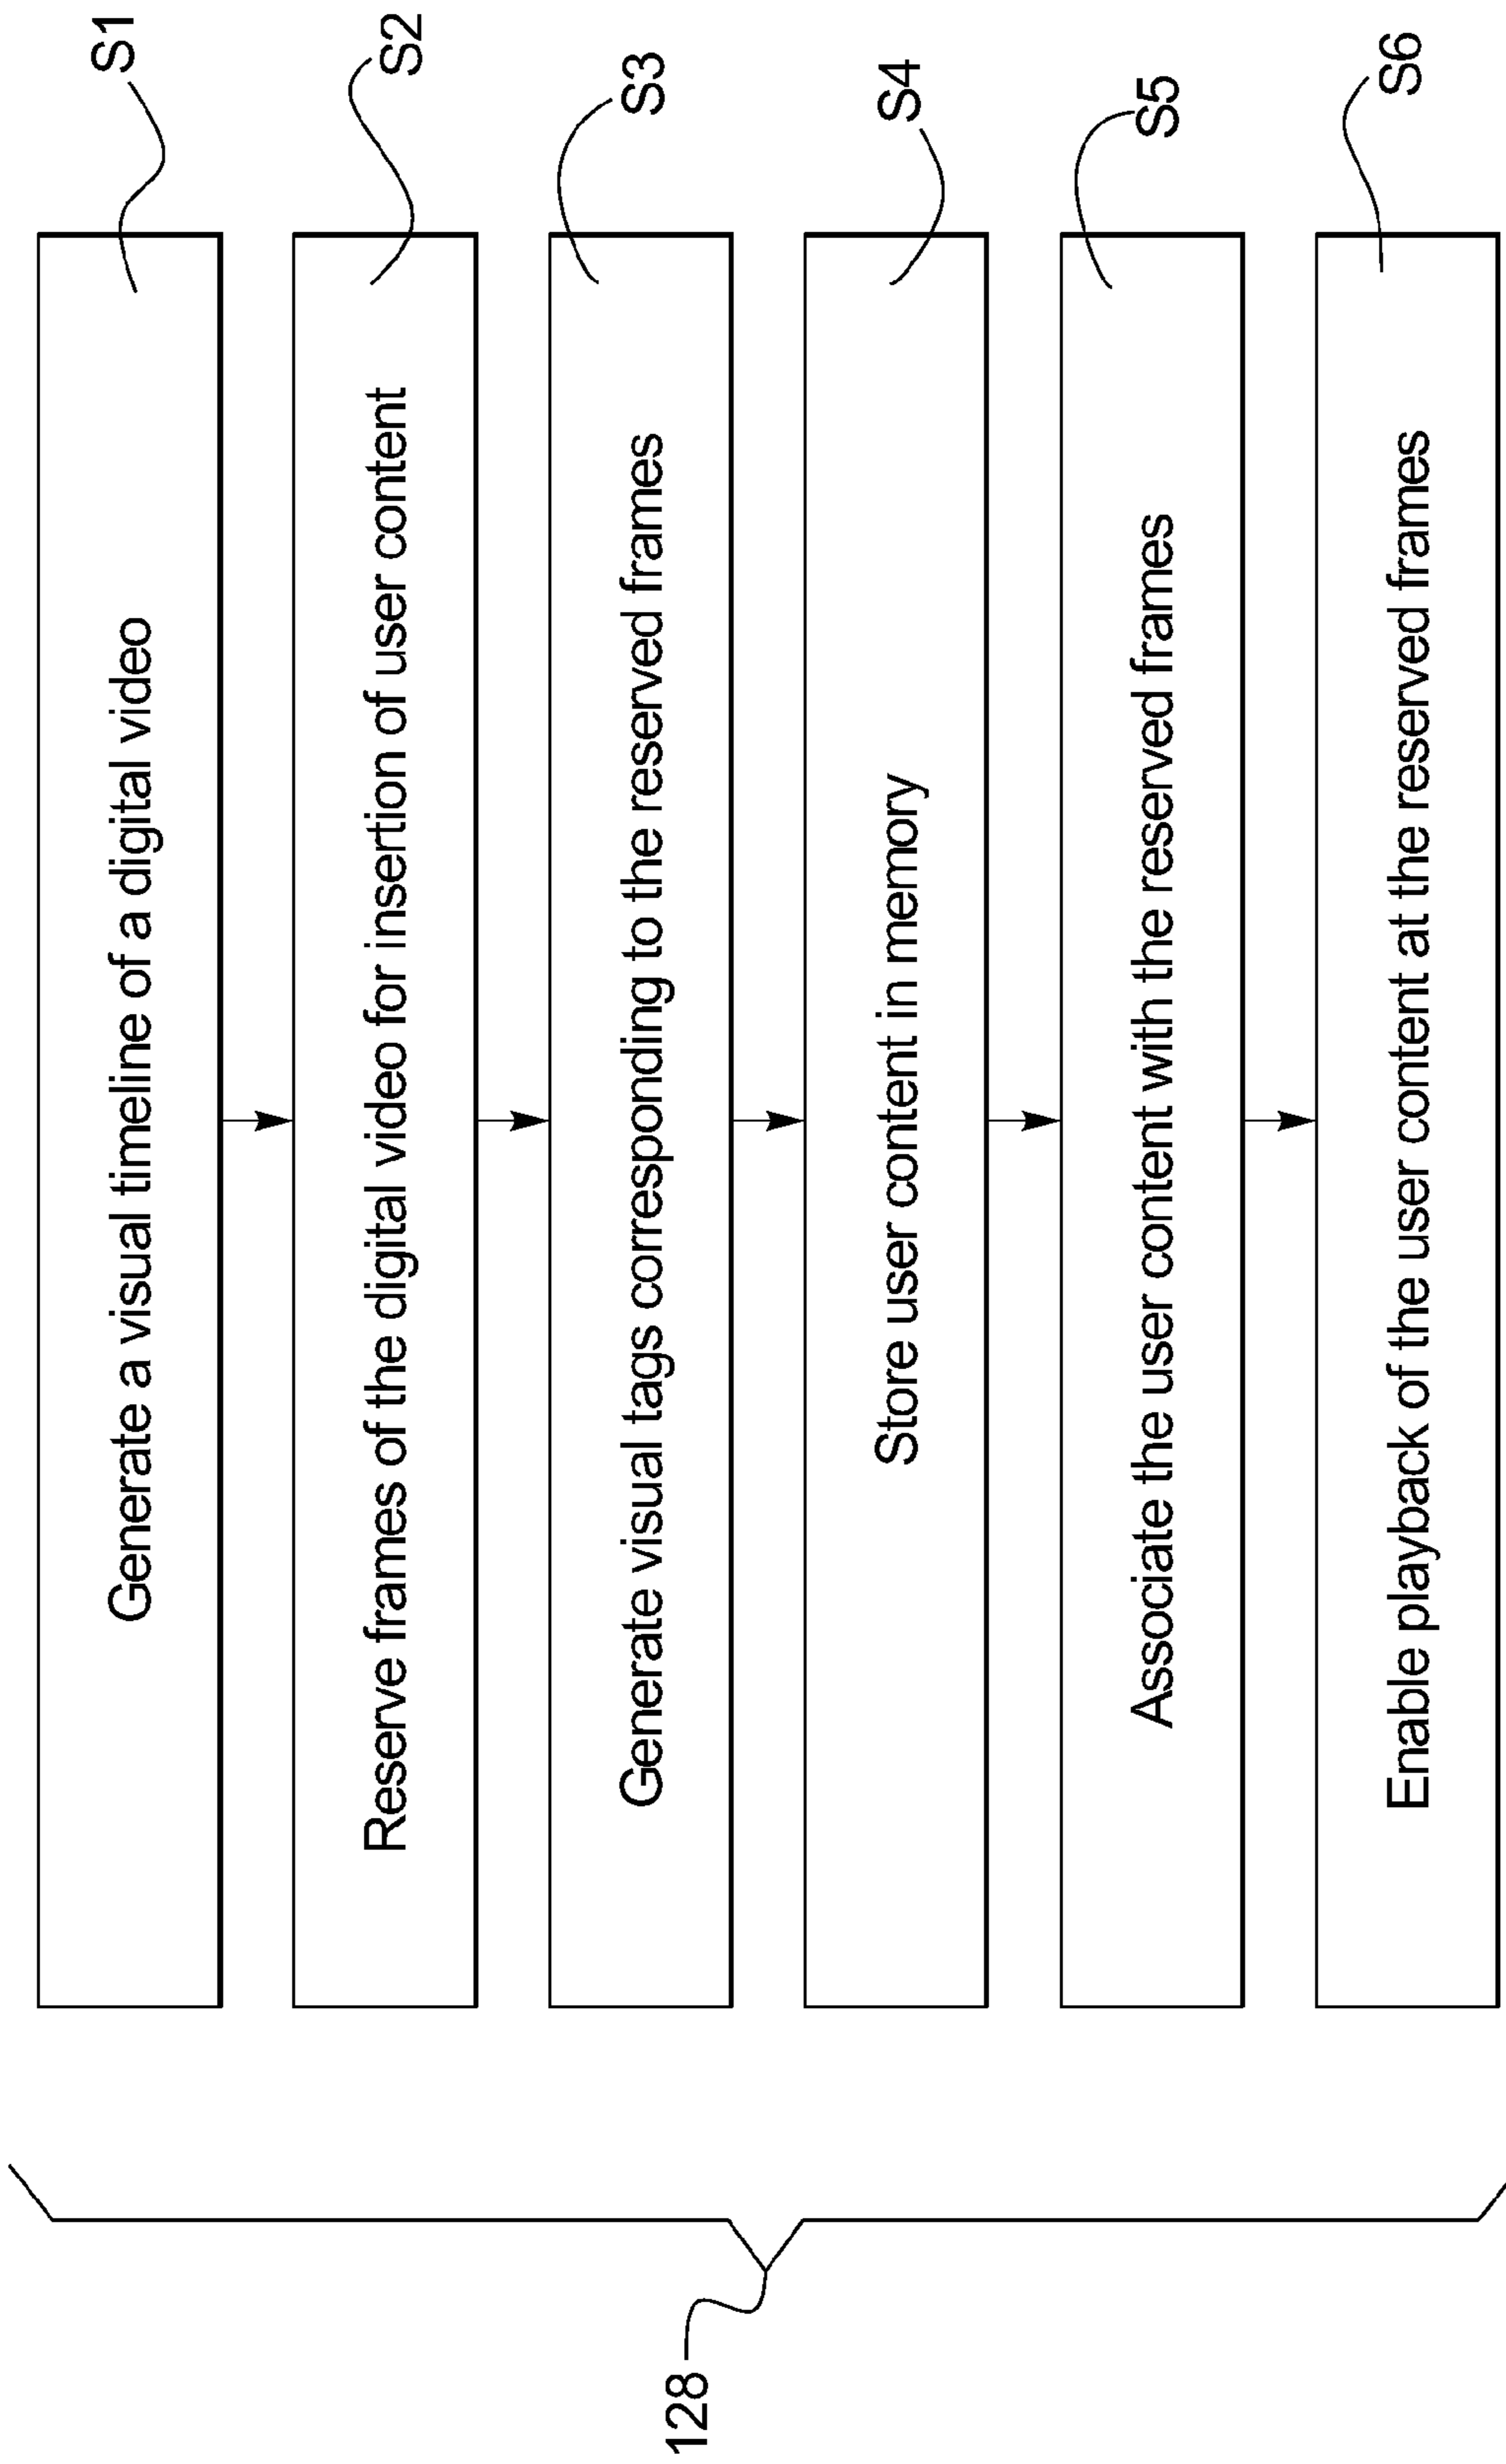 128
Generate a visual timeline of a digital video
S1
Reserve frames of the digital video for insertion of user content
S2
Generate visual tags corresponding to the reserved frames
S3
Store user content in memory
S4
Associate the user content with the reserved frames
S5
Enable playback of the user content at the reserved frames
S6